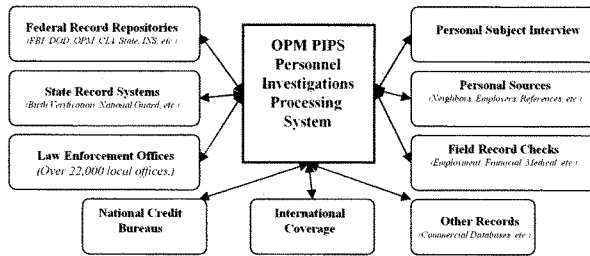 Federal Record Repositories
(FBI, DOD, OPM, CIA, State, INS, etc.)
State Record Systems
(Birth Verification, National Guard, etc.)
Law Enforcement Offices
(Over 22,000 local offices.)
OPM PIPS
Personnel
Investigations
Processing
System
Personal Subject Interview
Personal Sources
(Neighbors, Employers, References, etc.)
Field Record Checks
(Employment, Financial, Medical, etc.)
National Credit
Bureaus
International
Coverage
Other Records
(Commercial Databases, etc.)